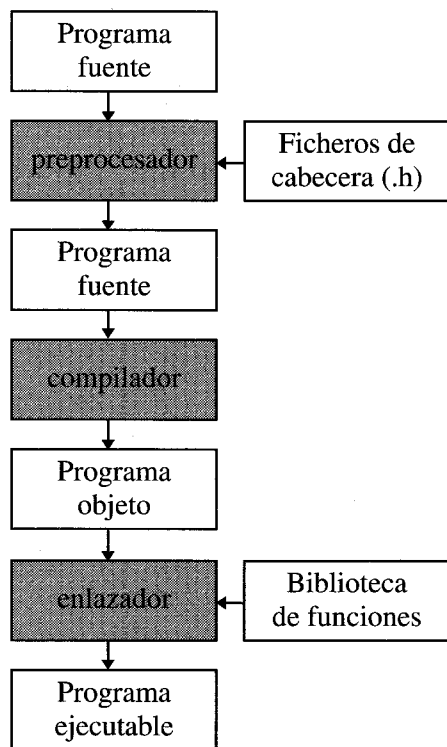 Programa
fuente
preprocesador
Ficheros de
cabecera (.h)
Programa
fuente
compilador
Programa
objeto
enlazador
Biblioteca
de funciones
Programa
ejecutable